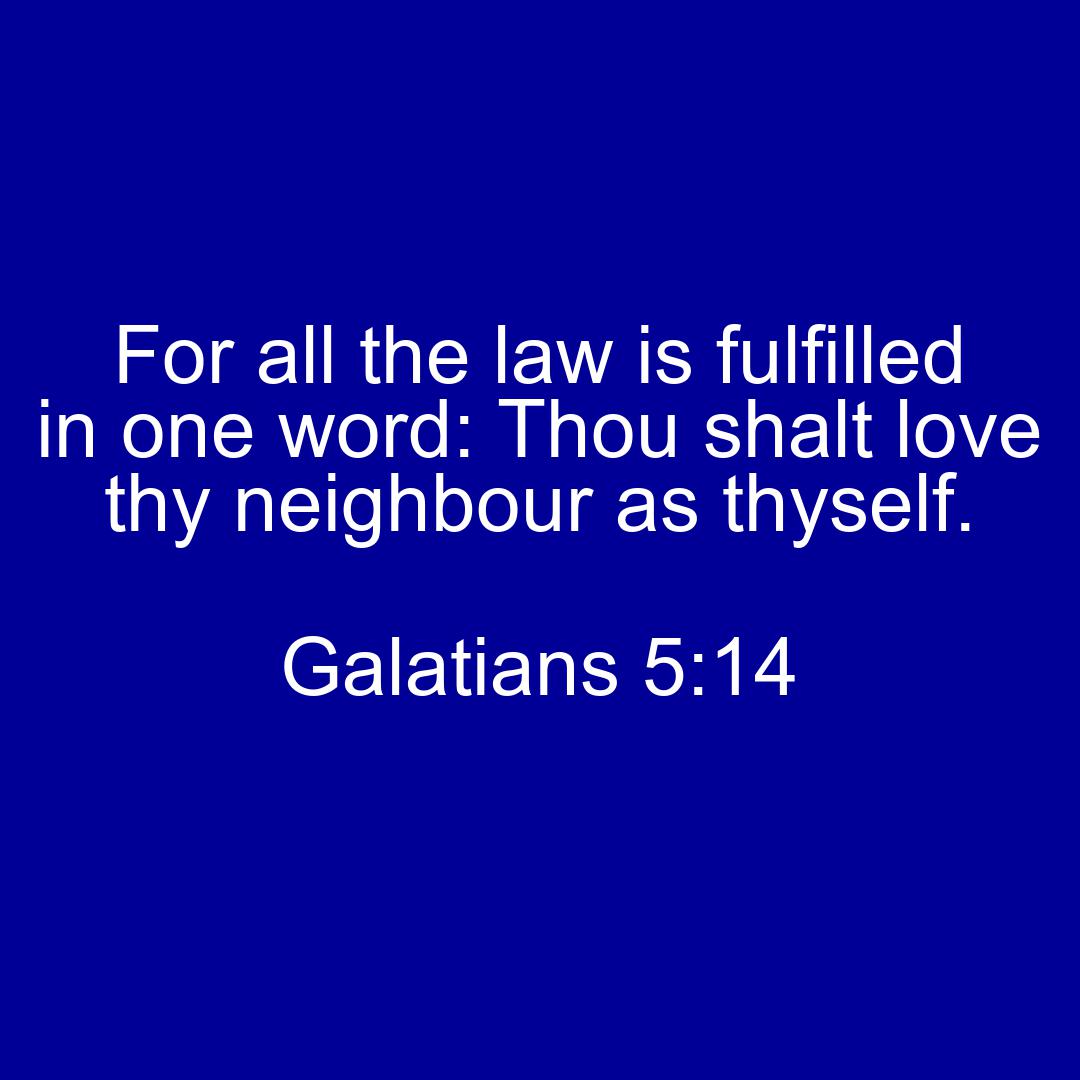 For all the law is fulfilled
in one word: Thou shalt love
thy neighbour as thyself.
Galatians 5:14